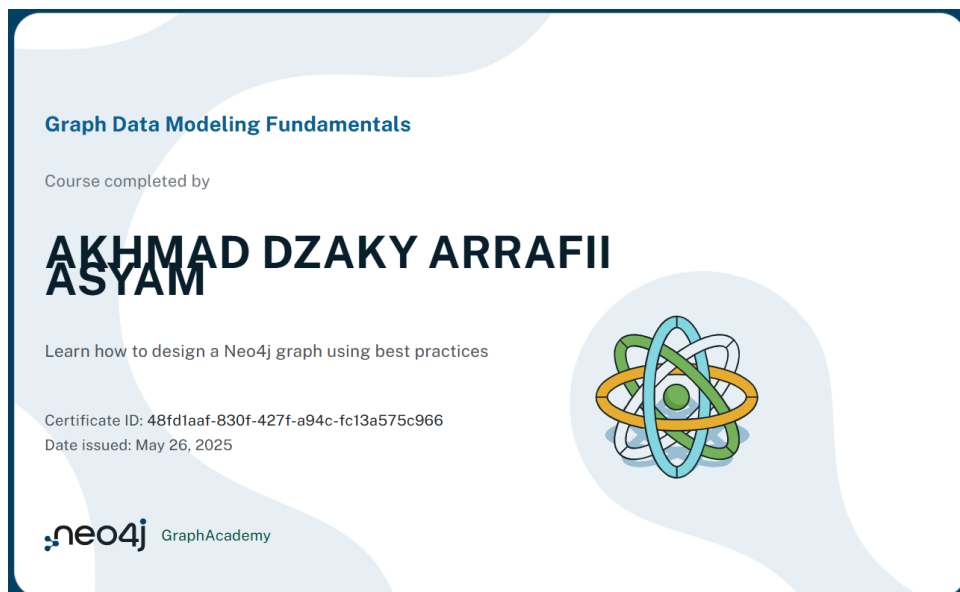 Graph Data Modeling Fundamentals
Course completed by
AKHMAD DZAKY ARRAFII
ASYAM
Learn how to design a Neo4j graph using best practices
Certificate ID: 48fd1aaf-830f-427f-a94c-fc13a575c966
Date issued: May 26, 2025
neo4j GraphAcademy